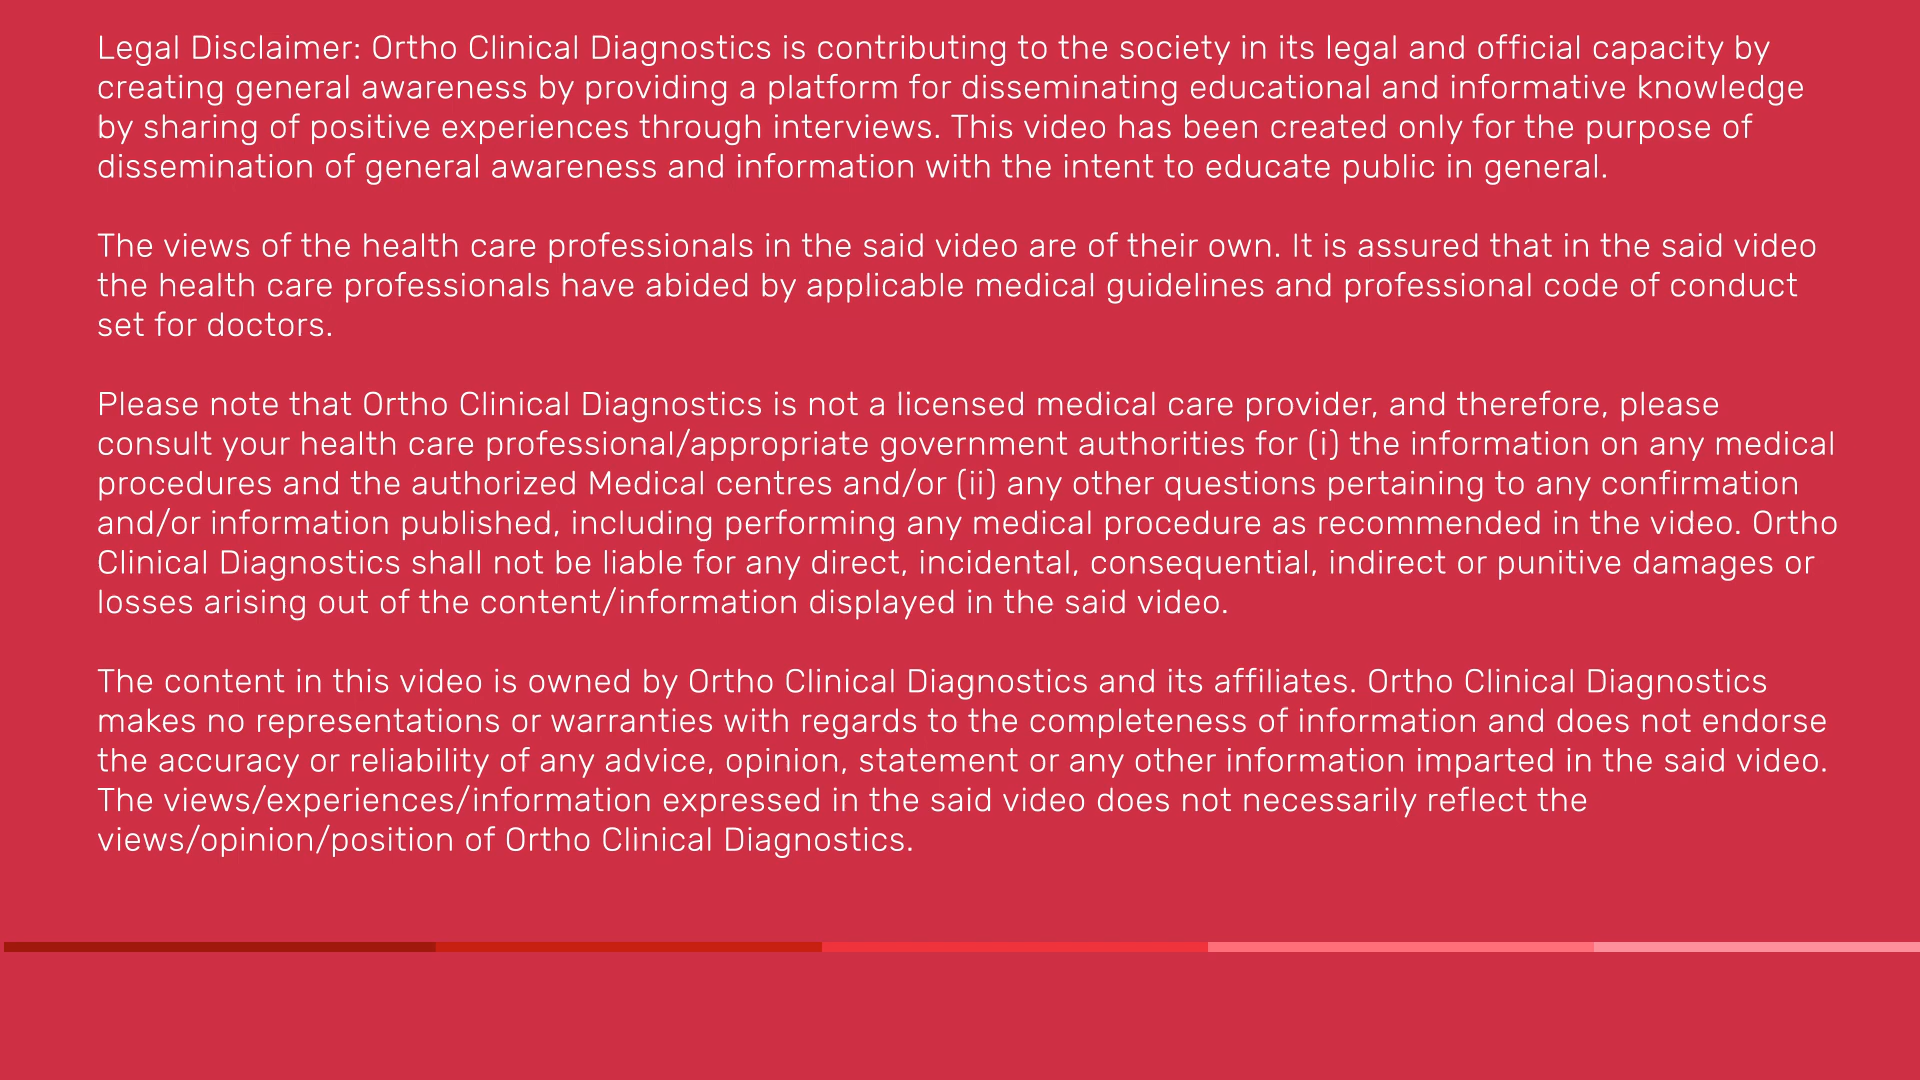 Legal Disclaimer: Ortho Clinical Diagnostics is contributing to the society in its legal and official capacity by
creating general awareness by providing a platform for disseminating educational and informative knowledge
by sharing of positive experiences through interviews. This video has been created only for the purpose of
dissemination of general awareness and information with the intent to educate public in general.
The views of the health care professionals in the said video are of their own. It is assured that in the said video
the health care professionals have abided by applicable medical guidelines and professional code of conduct
set for doctors.
Please note that Ortho Clinical Diagnostics is not a licensed medical care provider, and therefore, please
consult your health care professional/appropriate government authorities for (i) the information on any medical
procedures and the authorized Medical centres and/or (ii) any other questions pertaining to any confirmation
and/or information published, including performing any medical procedure as recommended in the video. Ortho
Clinical Diagnostics shall not be liable for any direct, incidental, consequential, indirect or punitive damages or
losses arising out of the content/information displayed in the said video.
The content in this video is owned by Ortho Clinical Diagnostics and its affiliates. Ortho Clinical Diagnostics
makes no representations or warranties with regards to the completeness of information and does not endorse
the accuracy or reliability of any advice, opinion, statement or any other information imparted in the said video.
The views/experiences/information expressed in the said video does not necessarily reflect the
views/opinion/position of Ortho Clinical Diagnostics.